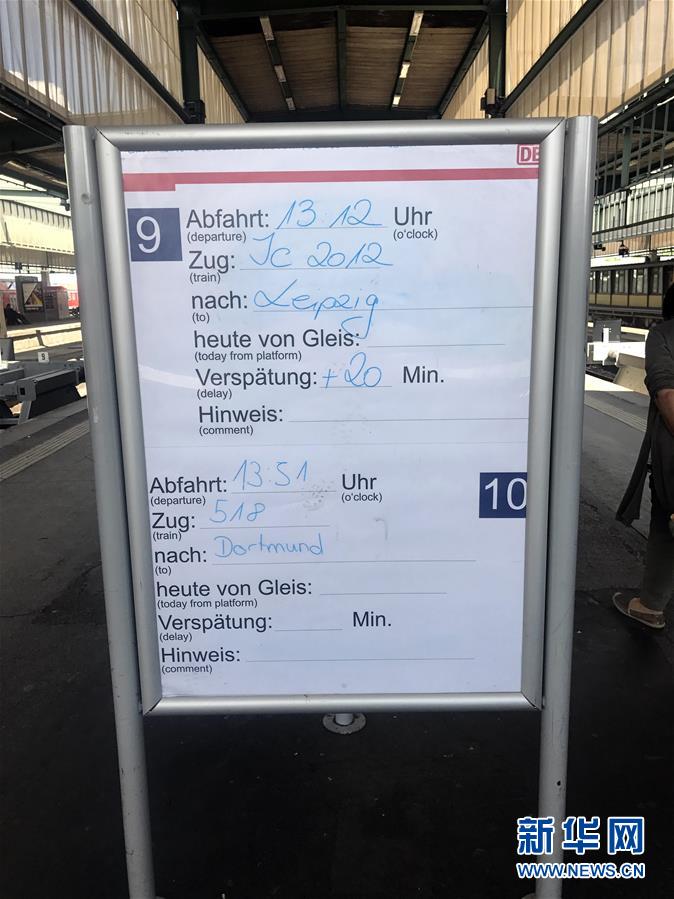 DB
9
Abfahrt: 13:12 Uhr
(departure) (o'clock)
Zug: Jc 2012
(train)
nach: Leipzig
(to)
heute von Gleis:
(today from platform)
Verspätung: +20 Min.
(delay)
Hinweis:
(comment)
Abfahrt: 13:51 Uhr
(departure) (o'clock)
10
Zug: 518
(train)
nach: Dortmund
(to)
heute von Gleis:
(today from platform)
Verspätung: Min.
(delay)
Hinweis:
(comment)
9
新华网
WWW.NEWS.CN